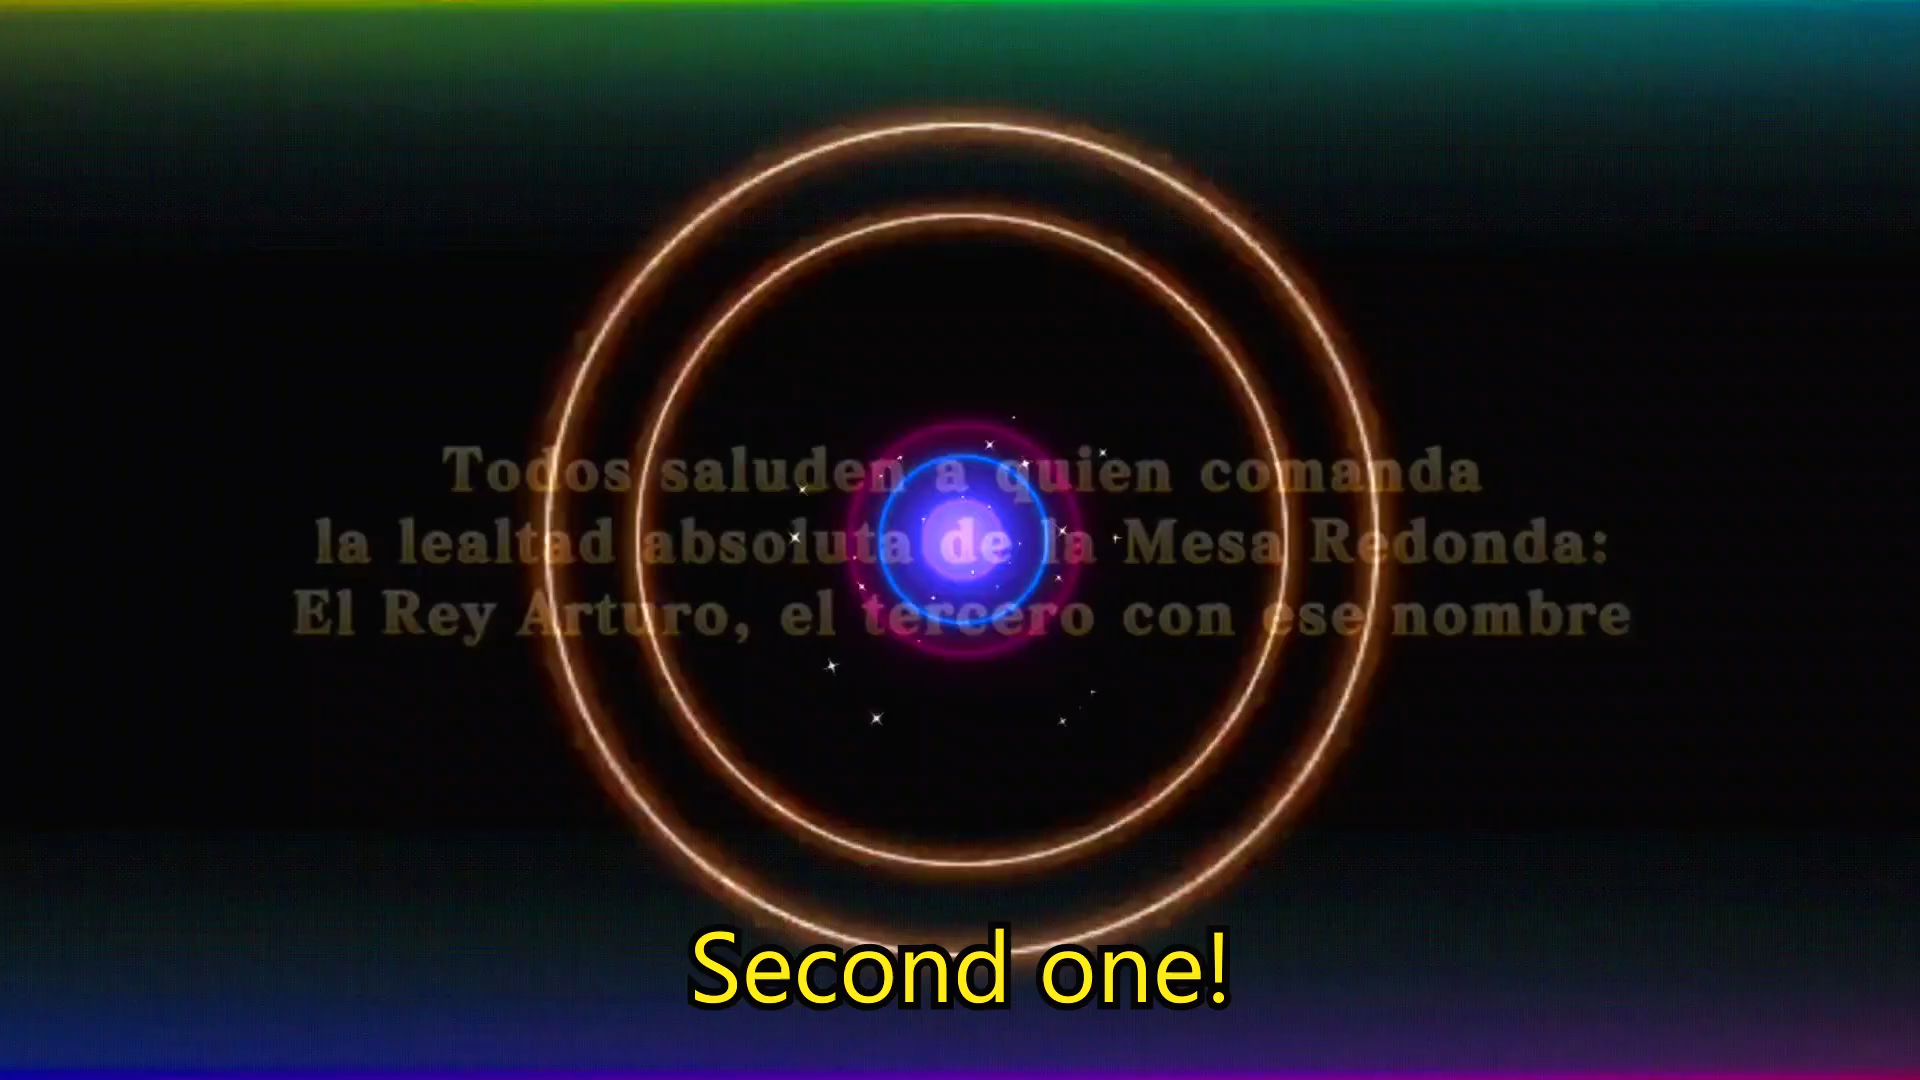 Todos saluden a quien comanda
la lealtad absoluta de la Mesa Redonda:
El Rey Arturo, el tercero con ese nombre
Second one!